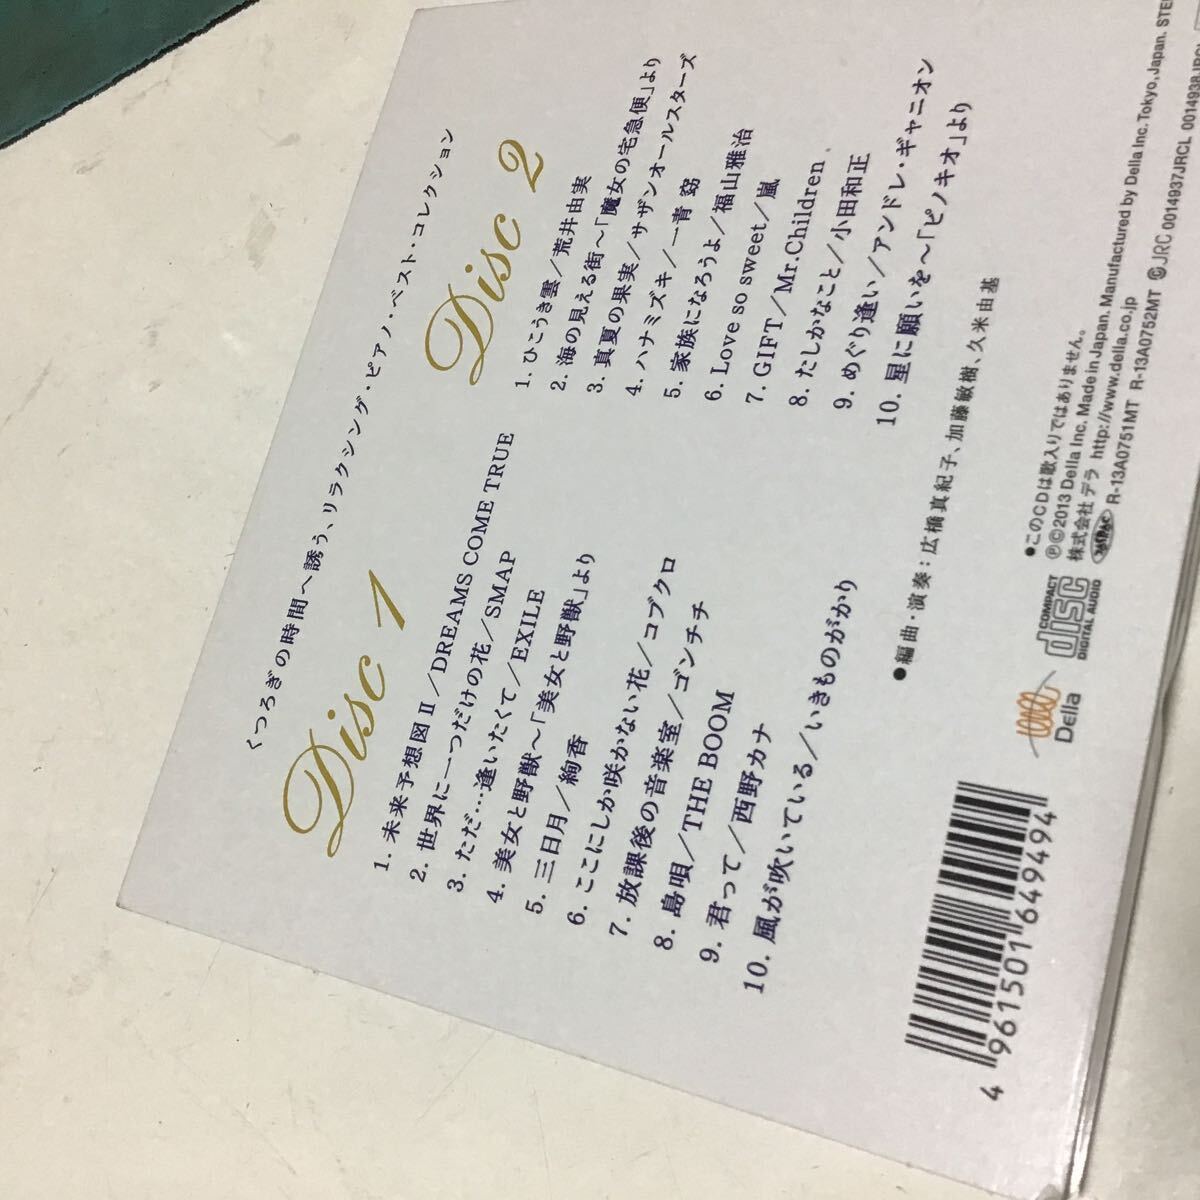 くつろぎの時間へ誘う、リラクシング・ピアノ・ベスト・コレクション
Disc 1
1. 未来予想図Ⅱ/DREAMS COME TRUE
2. 世界に一つだけの花/SMAP
3. ただ…逢いたくて/EXILE
4. 美女と野獣〜「美女と野獣」より
5. 三日月/絢香
6. ここにしか咲かない花/コブクロ
7. 放課後の音楽室/ゴンチチ
8. 島唄/THE BOOM
9. 君って/西野カナ
10. 風が吹いている/いきものがかり
Disc 2
1. ひこうき雲/荒井由実
2. 海の見える街〜「魔女の宅急便」より
3. 真夏の果実/サザンオールスターズ
4. ハナミズキ/一青 窈
5. 家族になろうよ/福山雅治
6. Love so sweet/嵐
7. GIFT/Mr.Children
8. たしかなこと/小田和正
9. めぐり逢い/アンドレ・ギャニオン
10. 星に願いを〜「ピノキオ」より
●編曲・演奏:広橋真紀子、加藤敏樹、久米由基
Della
COMPACT
disc
DIGITAL AUDIO
●このCDは歌入りではありません。
Ⓟ©2013 Della Inc. Made in Japan. Manufactured by Della Inc. Tokyo, Japan.
株式会社 デラ http://www.della.co.jp
R-13A0751MT R-13A0752MT
JRC 0014937JRCL
4 961501 649494